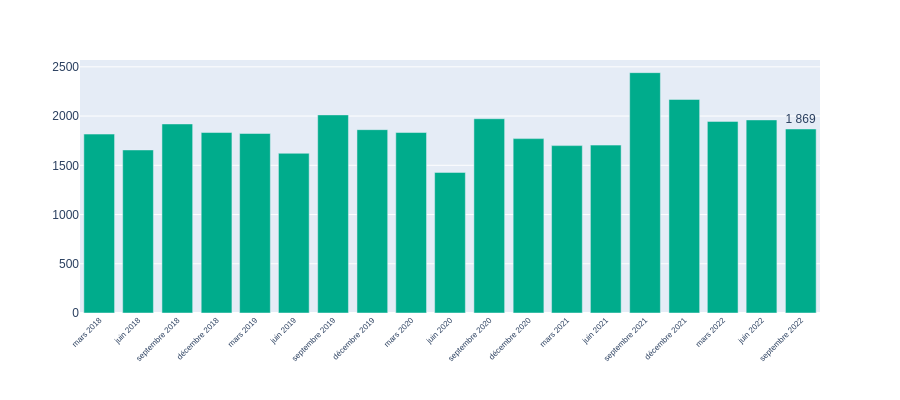 2500
2000
1500
1000
500
0
1 869
mars 2018
juin 2018
septembre 2018
décembre 2018
mars 2019
juin 2019
septembre 2019
décembre 2019
mars 2020
juin 2020
septembre 2020
décembre 2020
mars 2021
juin 2021
septembre 2021
décembre 2021
mars 2022
juin 2022
septembre 2022